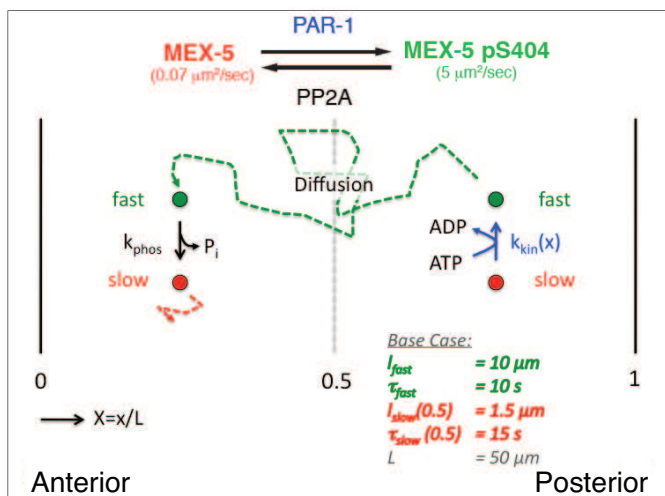 PAR-1
MEX-5
MEX-5 pS404
(0.07 µm²/sec)
(5 µm²/sec)
PP2A
Diffusion
fast
fast
k_phos
P_i
ADP
ATP
k_kin(x)
slow
slow
Base Case:
l_fast = 10 µm
τ_fast = 10 s
l_slow(0.5) = 1.5 µm
τ_slow (0.5) = 15 s
L = 50 µm
0
0.5
1
X=x/L
Anterior
Posterior